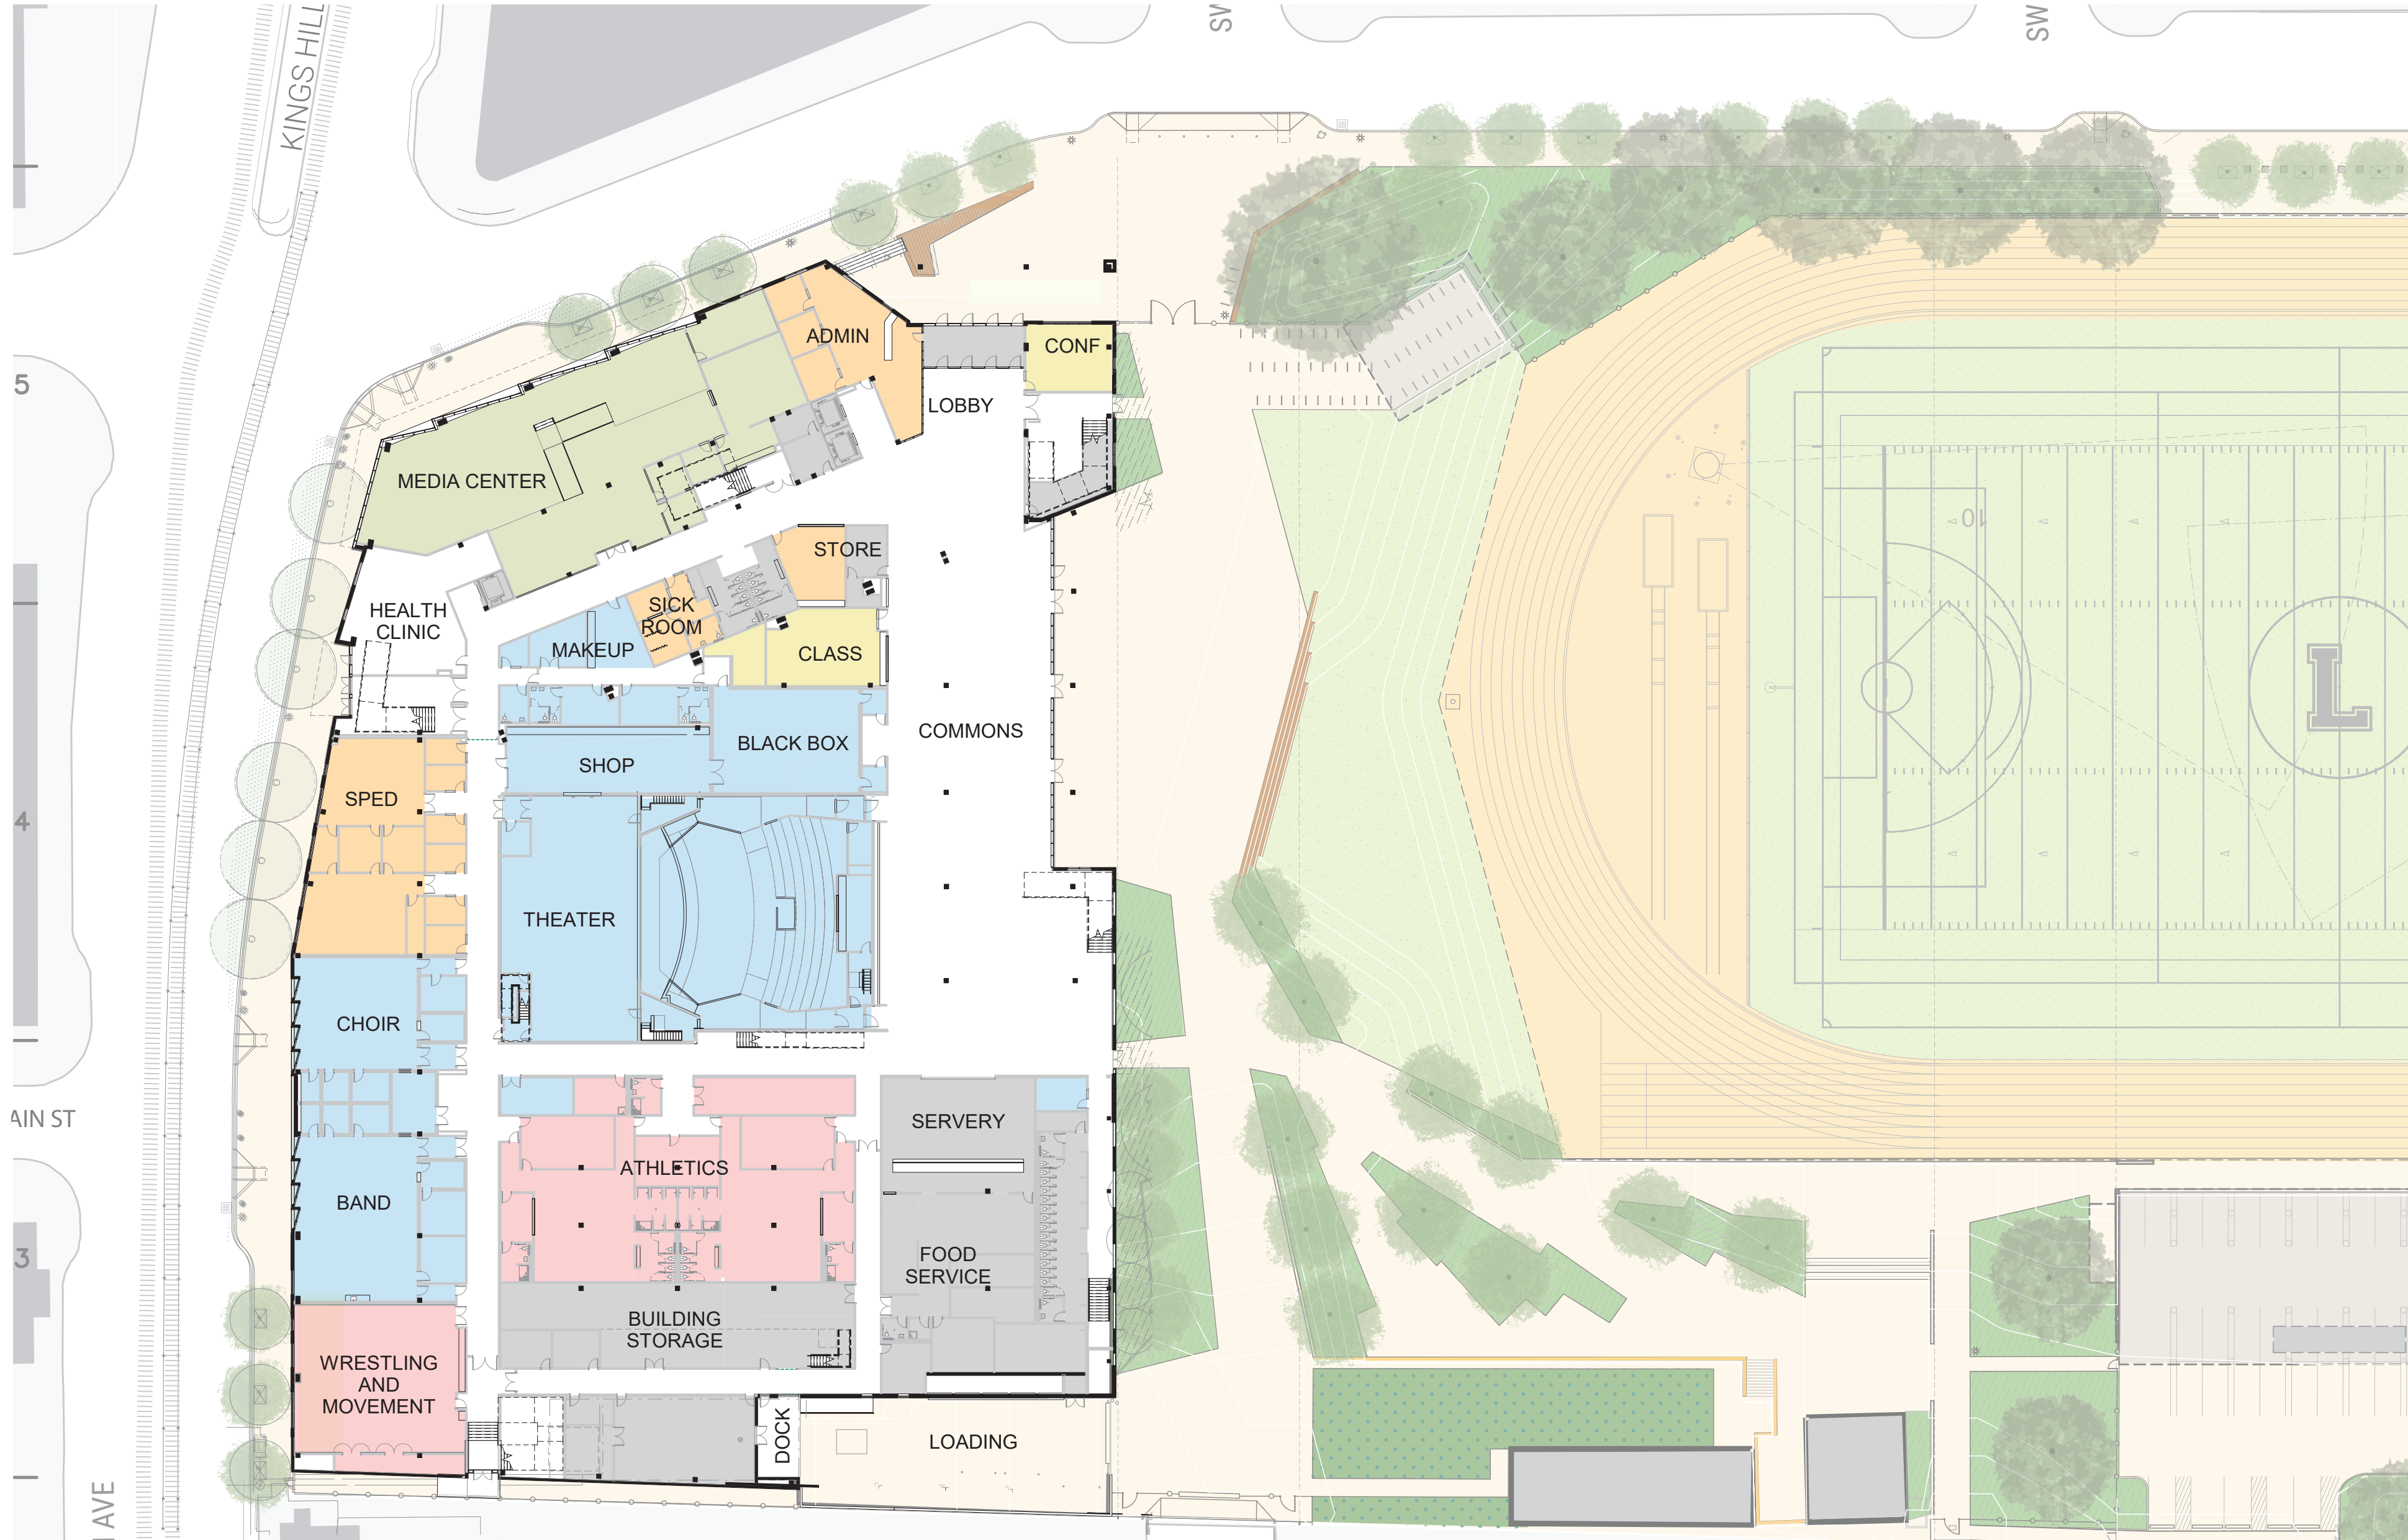 KINGS HILL
SW
SW
5
ADMIN
CONF
LOBBY
MEDIA CENTER
10
STORE
SICK
ROOM
HEALTH
CLINIC
MAKEUP
CLASS
L
COMMONS
BLACK BOX
SHOP
SPED
4
THEATER
CHOIR
AIN ST
SERVERY
ATHLETICS
BAND
FOOD
SERVICE
3
BUILDING
STORAGE
WRESTLING
AND
MOVEMENT
DOCK
LOADING
AVE